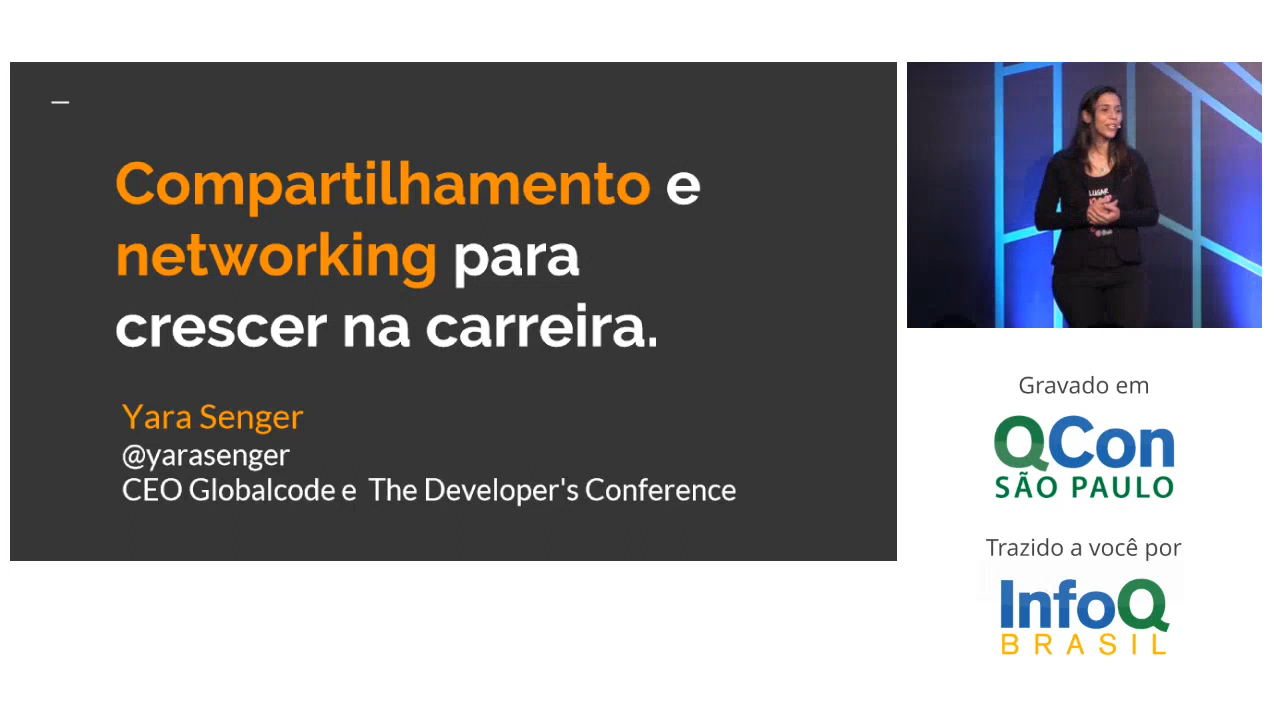 Compartilhamento e
networking para
crescer na carreira.
Yara Senger
@yarasenger
CEO Globalcode e The Developer's Conference
LUGAR
Gravado em
QCon
SÃO PAULO
Trazido a você por
InfoQ
BRASIL